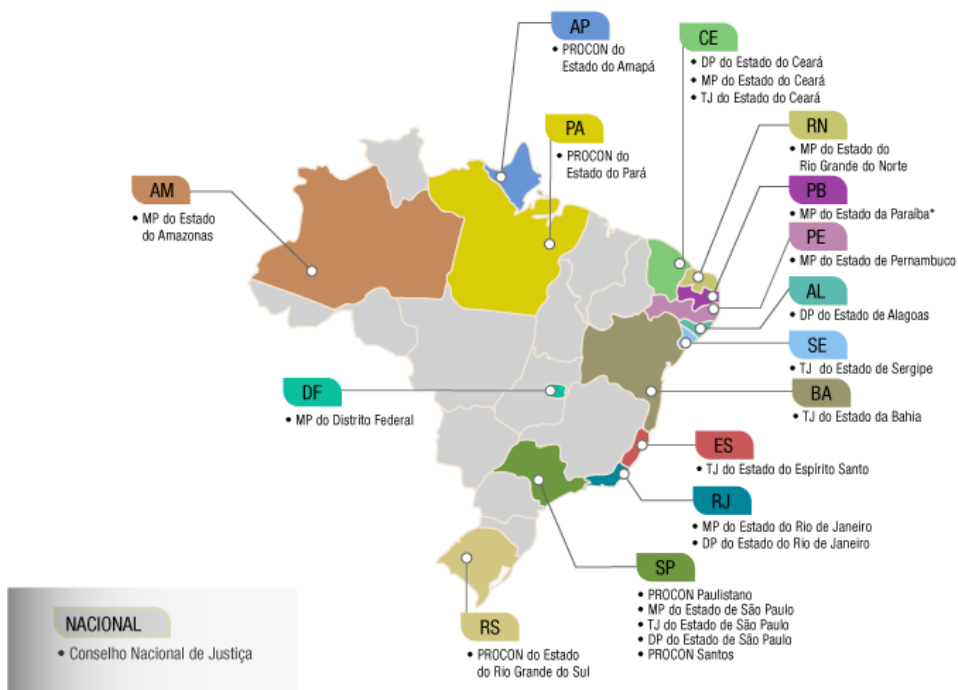 AP
• PROCON do
Estado do Amapá
CE
• DP do Estado do Ceará
• MP do Estado do Ceará
• TJ do Estado do Ceará
PA
• PROCON do
Estado do Pará
RN
• MP do Estado do
Rio Grande do Norte
AM
• MP do Estado
do Amazonas
PB
• MP do Estado da Paraíba*
PE
• MP do Estado de Pernambuco
AL
• DP do Estado de Alagoas
SE
• TJ do Estado de Sergipe
DF
• MP do Distrito Federal
BA
• TJ do Estado da Bahia
ES
• TJ do Estado do Espírito Santo
RJ
• MP do Estado do Rio de Janeiro
• DP do Estado do Rio de Janeiro
SP
• PROCON Paulistano
• MP do Estado de São Paulo
• TJ do Estado de São Paulo
• DP do Estado de São Paulo
• PROCON Santos
RS
• PROCON do Estado
do Rio Grande do Sul
NACIONAL
• Conselho Nacional de Justiça